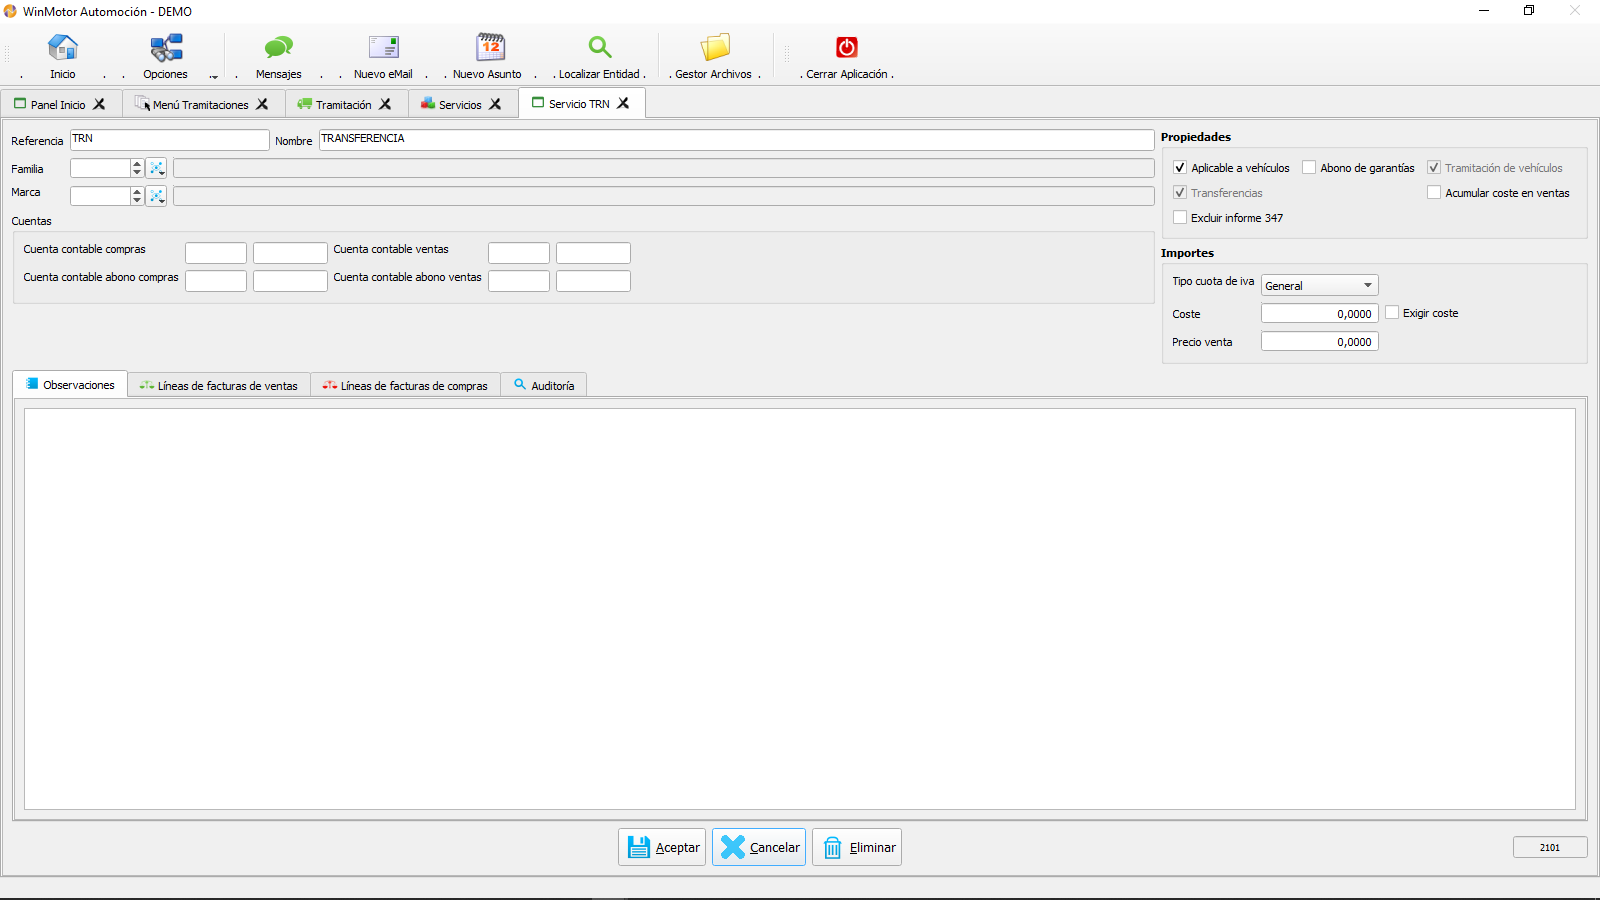 WinMotor Automoción - DEMO
. Inicio . . Opciones . Mensajes . . Nuevo eMail . . Nuevo Asunto . . Localizar Entidad . . Gestor Archivos . . Cerrar Aplicación .
12
Panel Inicio Menú Tramitaciones Tramitación Servicios Servicio TRN
Referencia TRN Nombre TRANSFERENCIA
Familia
Marca
Cuentas
Cuenta contable compras Cuenta contable ventas
Cuenta contable abono compras Cuenta contable abono ventas
Propiedades
Aplicable a vehículos Abono de garantías Tramitación de vehículos
Transferencias Acumular coste en ventas
Excluir informe 347
Importes
Tipo cuota de iva General
Coste 0,0000 Exigir coste
Precio venta 0,0000
Observaciones Líneas de facturas de ventas Líneas de facturas de compras Auditoría
Aceptar Cancelar Eliminar 2101